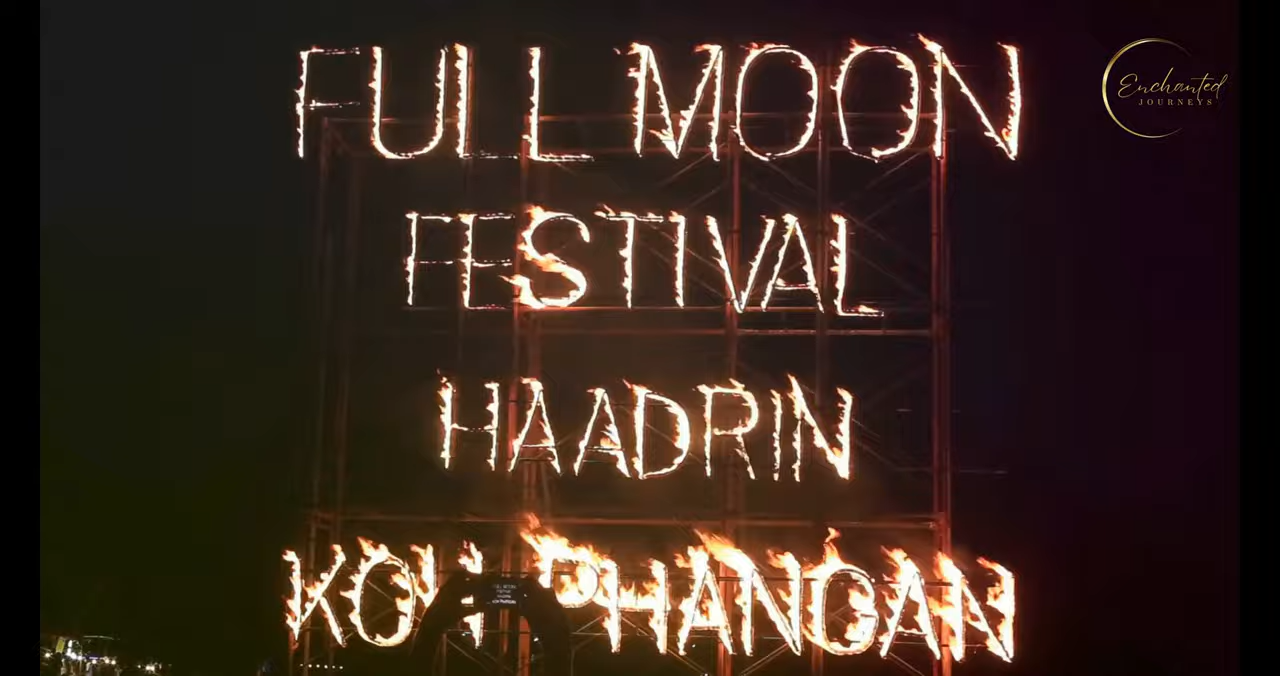 FULL MOON
FESTIVAL
HAADRIN
KOH PHANGAN
Enchanted
JOURNEYS